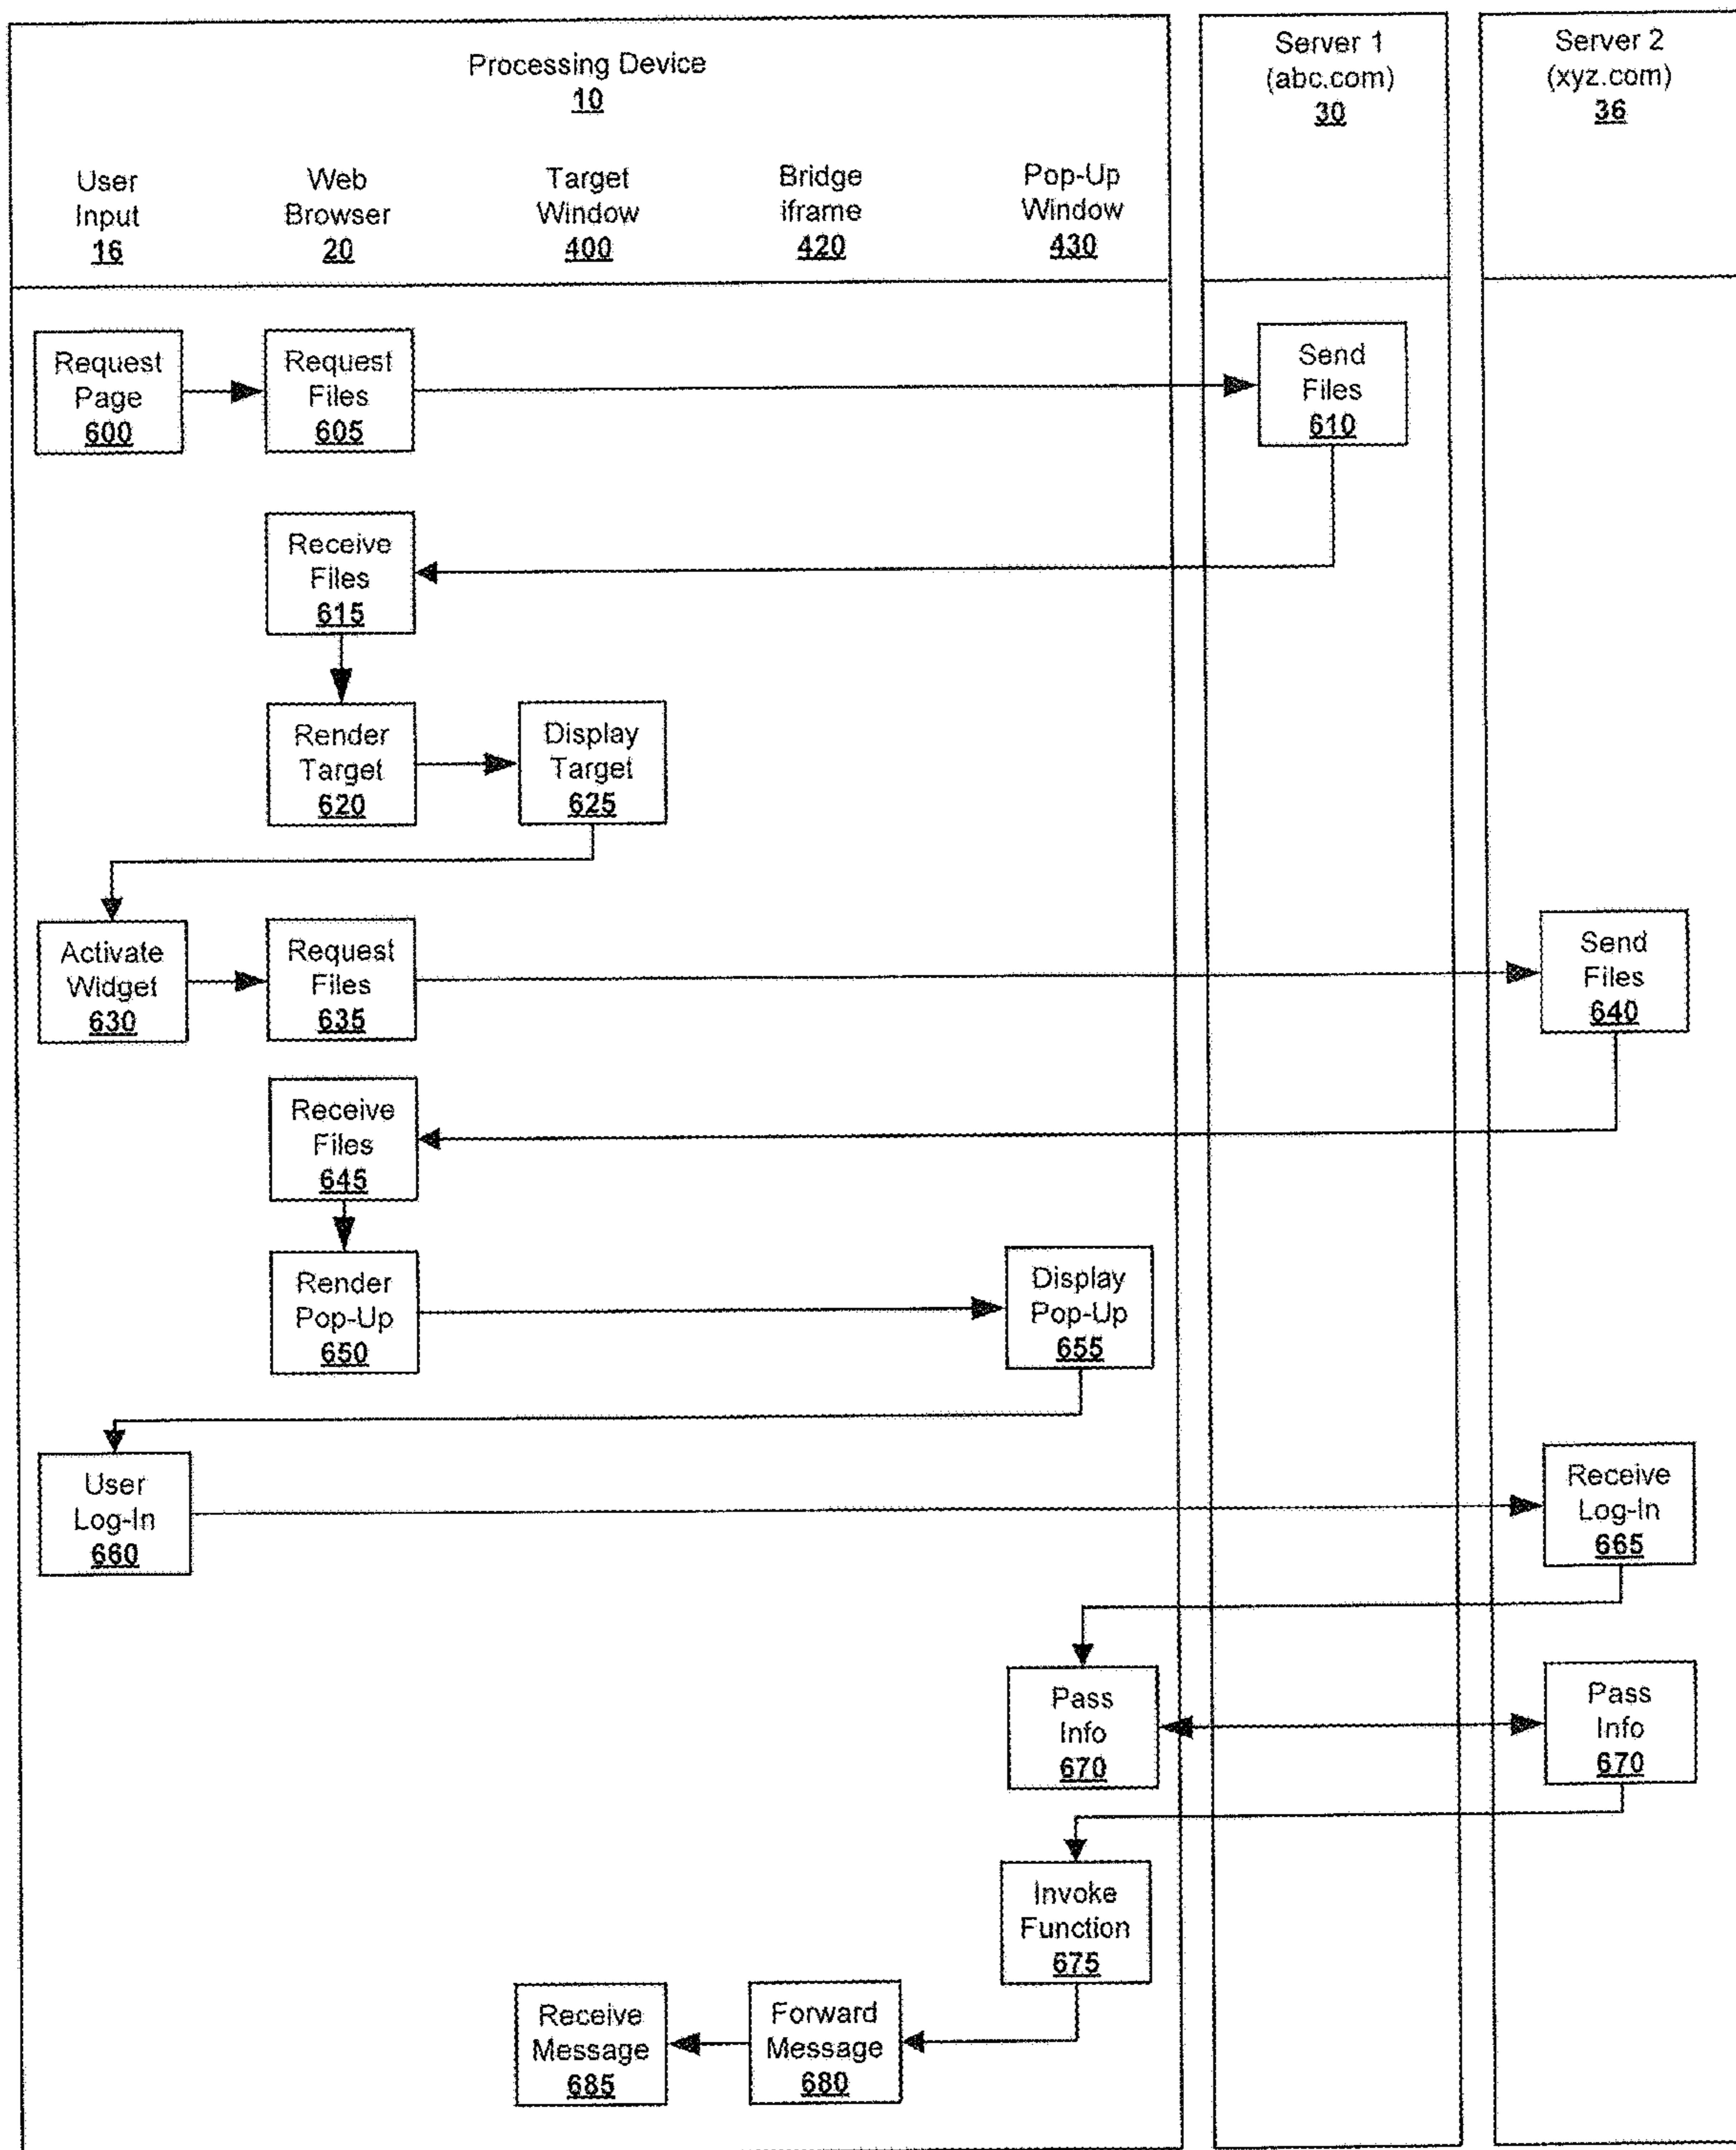 Processing Device
10
Server 1
(abc.com)
30
Server 2
(xyz.com)
36
User
Input
16
Web
Browser
20
Target
Window
400
Bridge
iframe
420
Pop-Up
Window
430
Request
Page
600
Request
Files
605
Send
Files
610
Receive
Files
615
Render
Target
620
Display
Target
625
Activate
Widget
630
Request
Files
635
Send
Files
640
Receive
Files
645
Render
Pop-Up
650
Display
Pop-Up
655
User
Log-In
660
Receive
Log-In
665
Pass
Info
670
Pass
Info
670
Invoke
Function
675
Receive
Message
685
Forward
Message
680